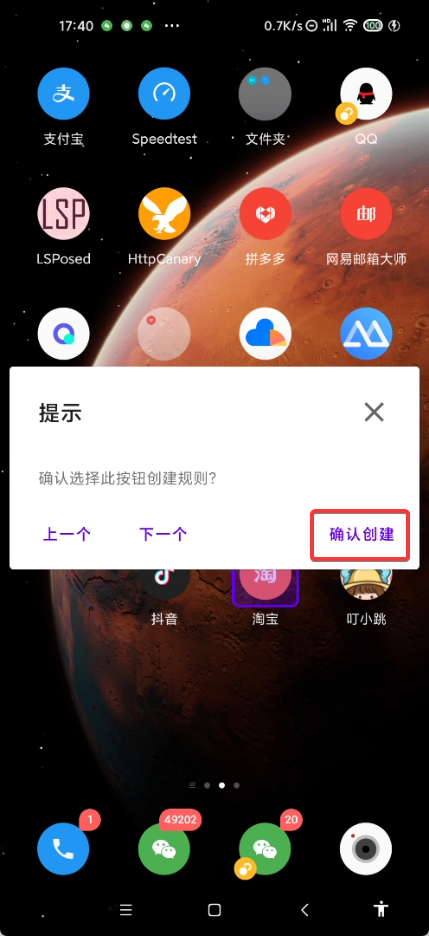 17:40 ··· 0.7K/s HD 100
支付宝 Speedtest 文件夹 QQ
LSP 邮
LSPosed HttpCanary 拼多多 网易邮箱大师
提示
确认选择此按钮创建规则?
上一个 下一个 确认创建
淘
抖音 淘宝 叮小跳
1 49202 20